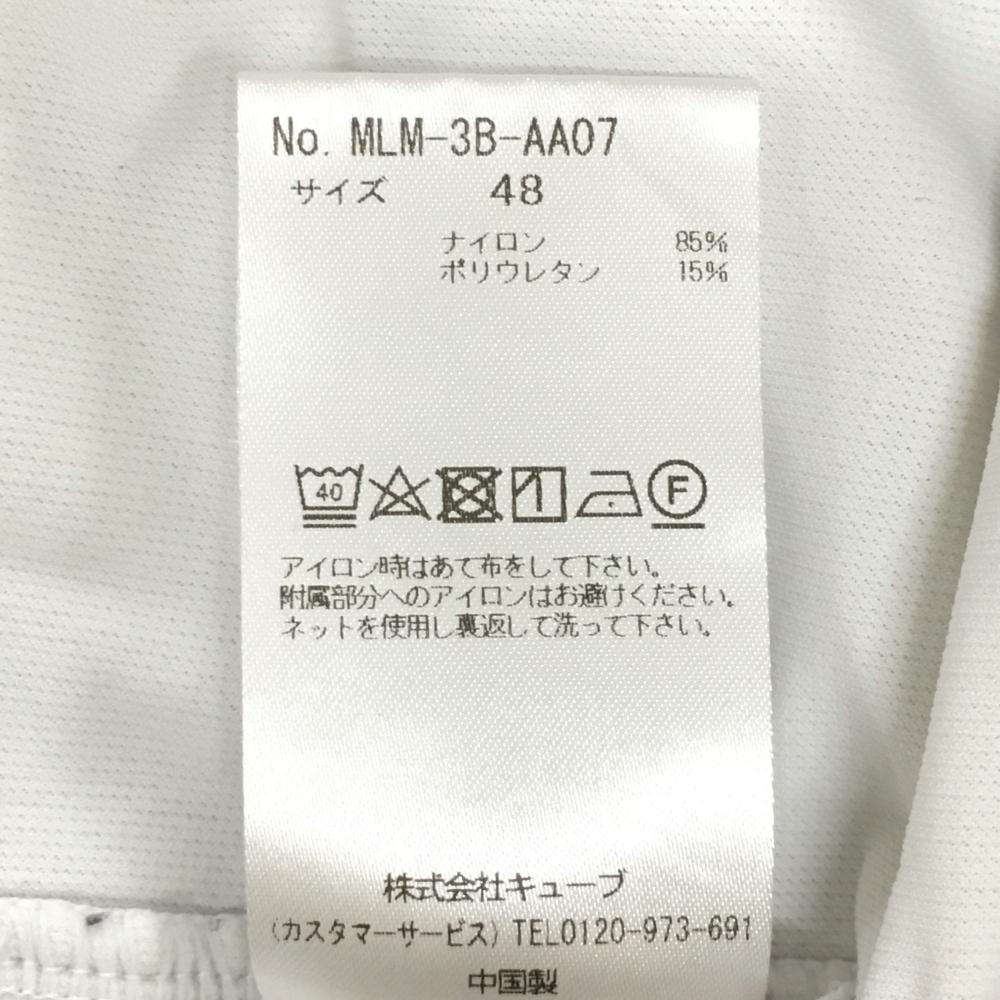 No. MLM-3B-AA07
サイズ 48
ナイロン 85%
ポリウレタン 15%
40 F
アイロン時はあて布をして下さい。
附属部分へのアイロンはお避けください。
ネットを使用し裏返して洗って下さい。
株式会社キューブ
(カスタマーサービス) TEL0120-973-691
中国製